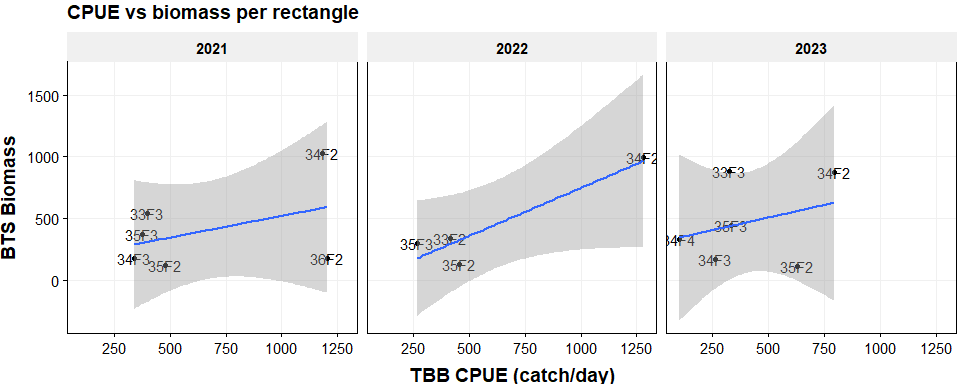 CPUE vs biomass per rectangle
2021
2022
2023
BTS Biomass
1500
1000
500
0
34F2
33F3
35F3
34F3
35F2
36F2
34F2
35F3
33F2
35F2
33F3
34F2
35F3
34F4
34F3
35F2
250 500 750 1000 1250
250 500 750 1000 1250
250 500 750 1000 1250
TBB CPUE (catch/day)